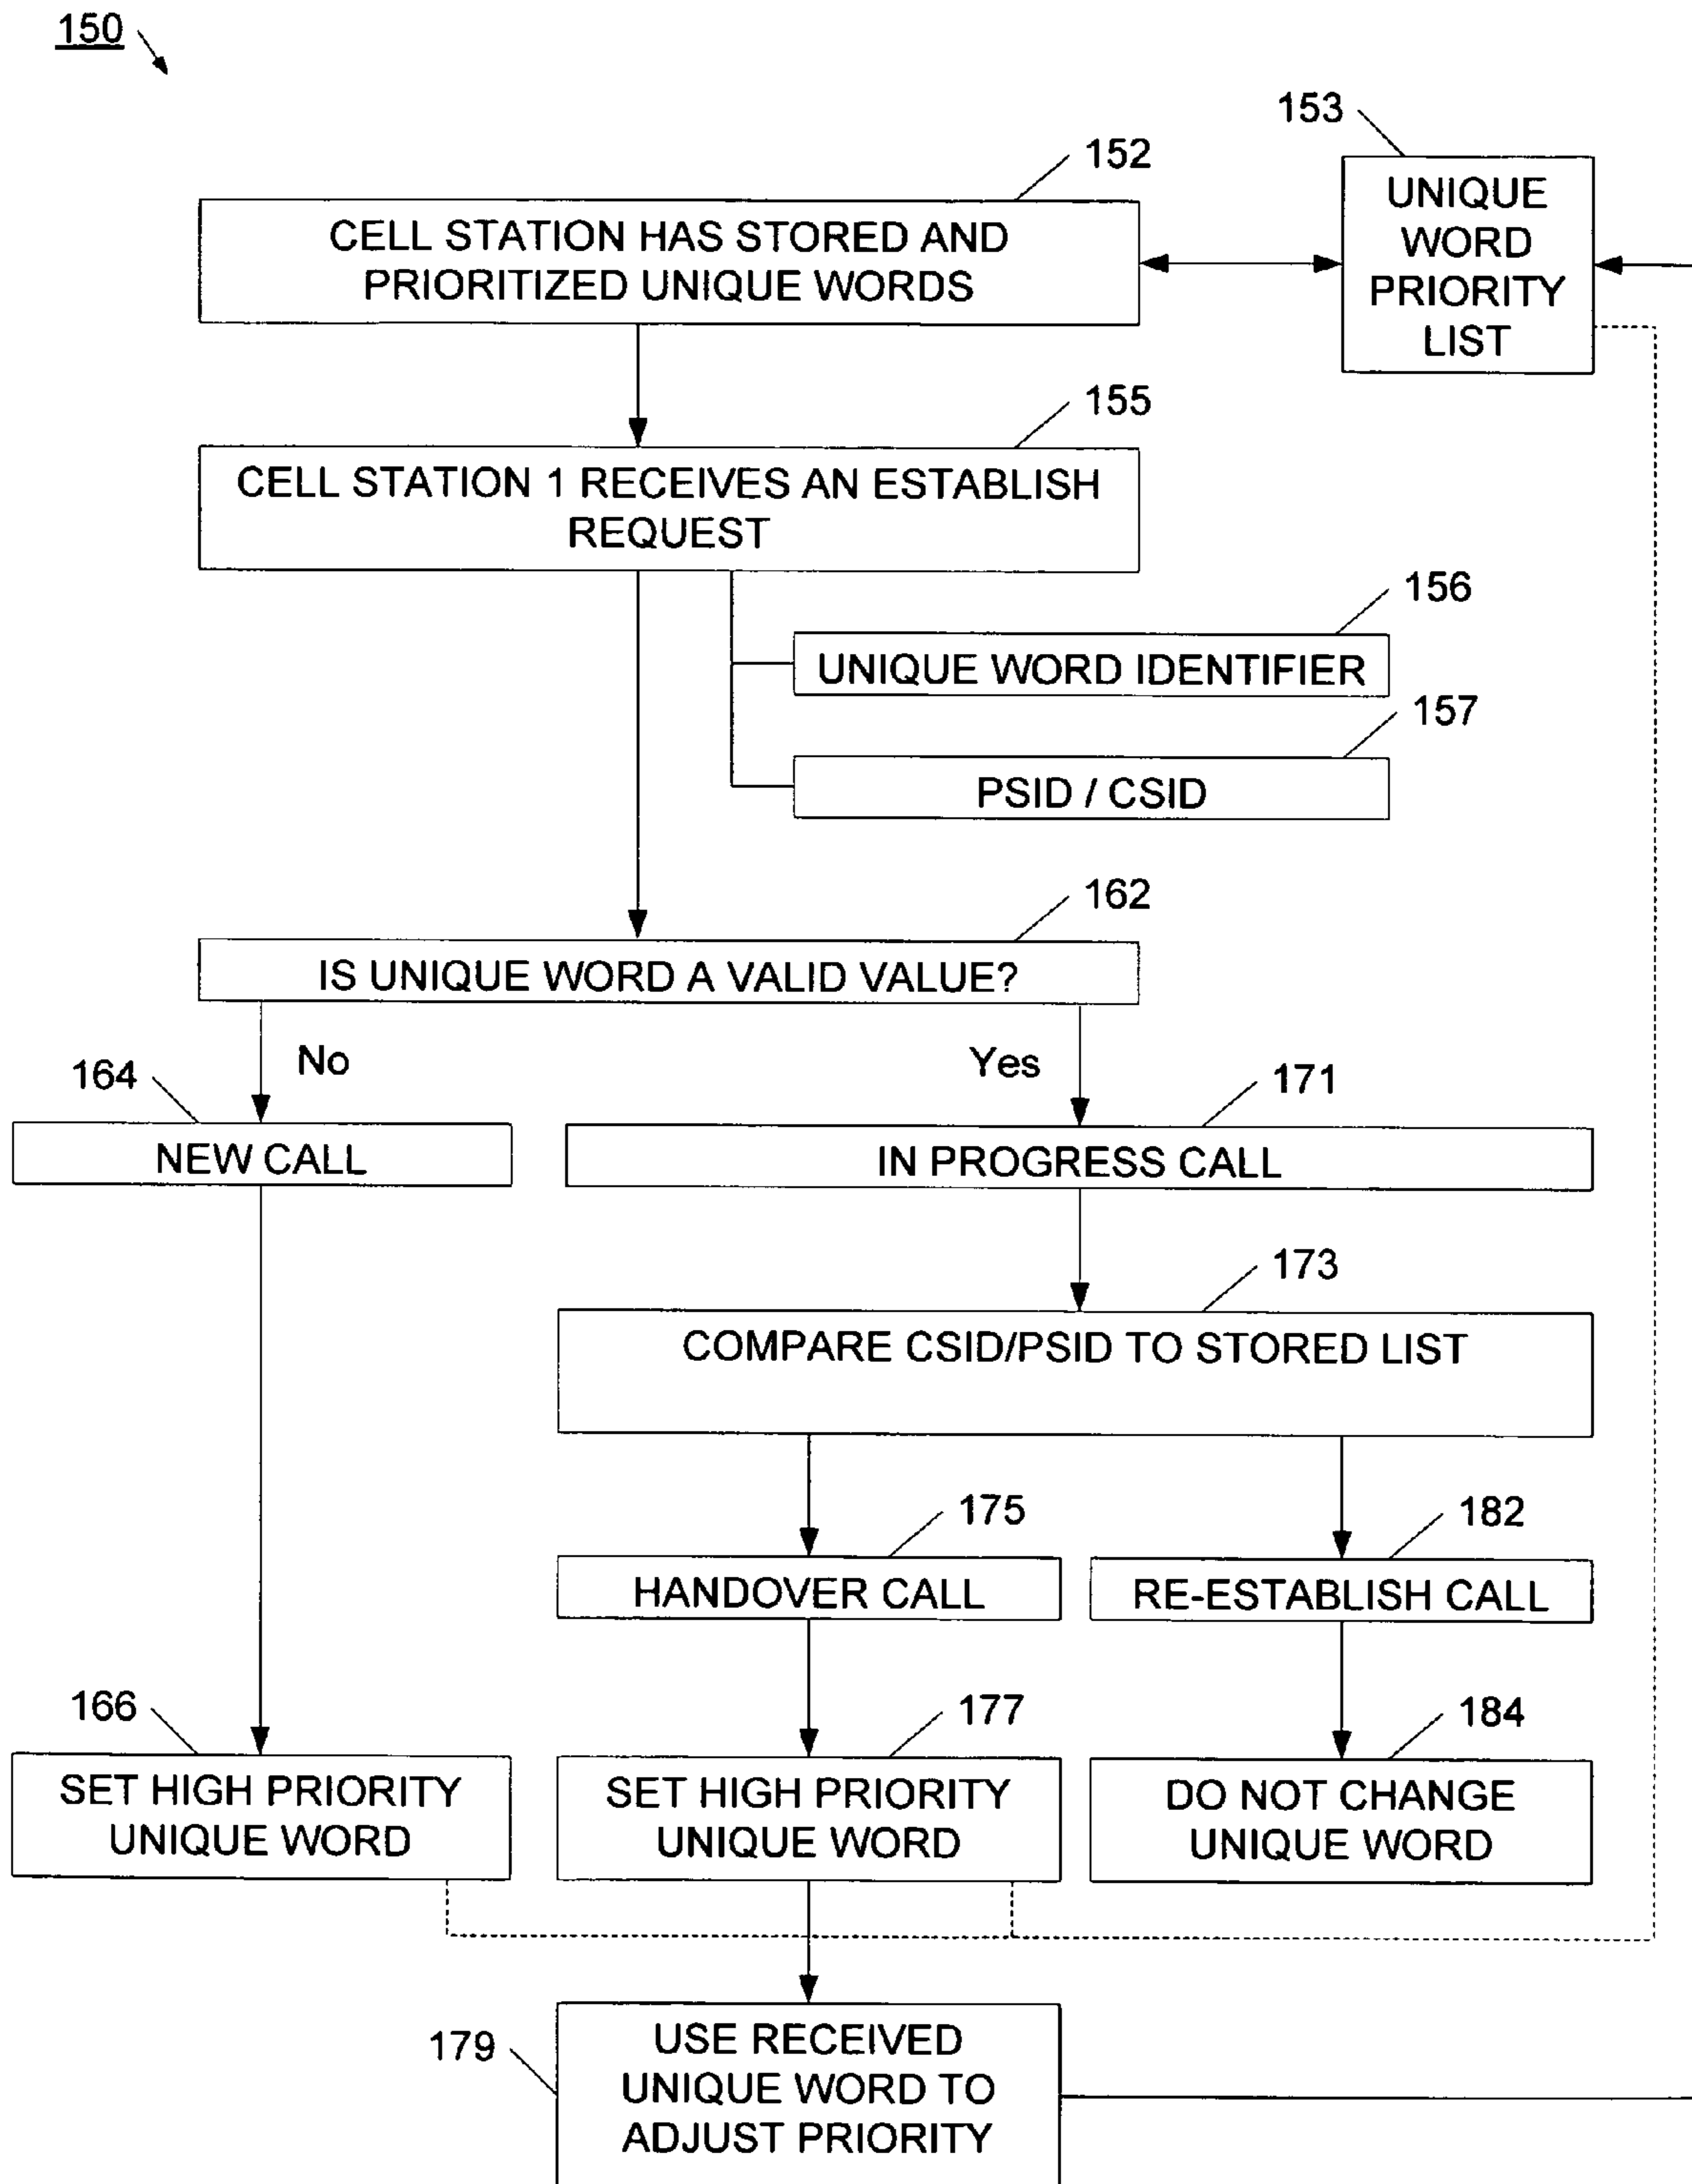 150
153
152
UNIQUE
WORD
PRIORITY
LIST
CELL STATION HAS STORED AND
PRIORITIZED UNIQUE WORDS
155
CELL STATION 1 RECEIVES AN ESTABLISH
REQUEST
156
UNIQUE WORD IDENTIFIER
157
PSID / CSID
162
IS UNIQUE WORD A VALID VALUE?
No
Yes
164
171
NEW CALL
IN PROGRESS CALL
173
COMPARE CSID/PSID TO STORED LIST
175
182
HANDOVER CALL
RE-ESTABLISH CALL
166
177
184
SET HIGH PRIORITY
UNIQUE WORD
SET HIGH PRIORITY
UNIQUE WORD
DO NOT CHANGE
UNIQUE WORD
179
USE RECEIVED
UNIQUE WORD TO
ADJUST PRIORITY